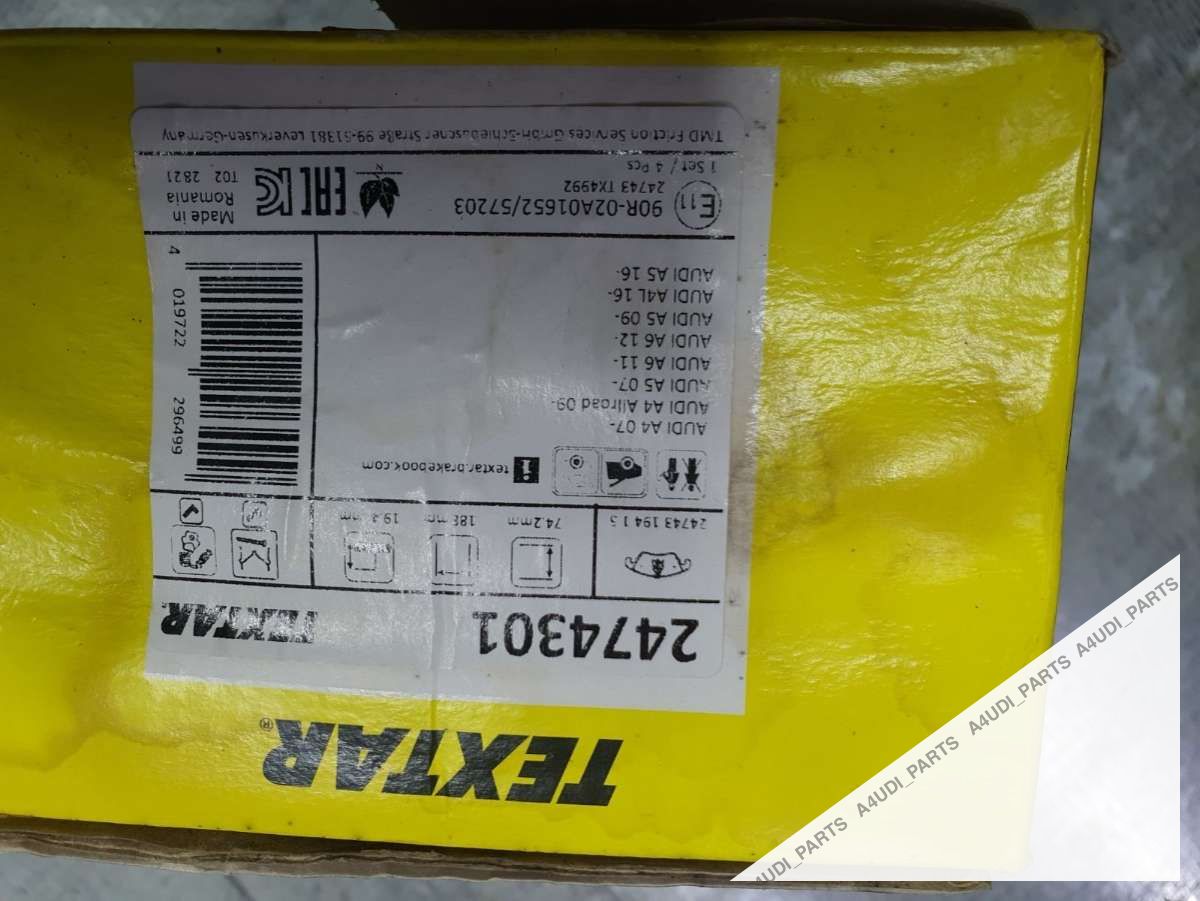 TEXTAR®
2474301
TEXTAR®
24743 194 1 5
74.2mm
textar.brakebook.com
AUDI A4 07-
AUDI A4 Allroad 09-
AUDI A5 07-
AUDI A6 11-
AUDI A6 12-
AUDI A5 09-
AUDI A4L 16-
AUDI A5 16-
4 019722 296499
E11
90R-02A01652/57203
24743 TX4992
1 Set / 4 Pcs
N
EAC
Made in
Romania
T02 2821
TMD Friction Services GmbH-Schlebuscher Straße 99-51381 Leverkusen-Germany
A4UDI_PARTS A4UDI_PARTS A4UDI_PARTS A4UDI_PARTS